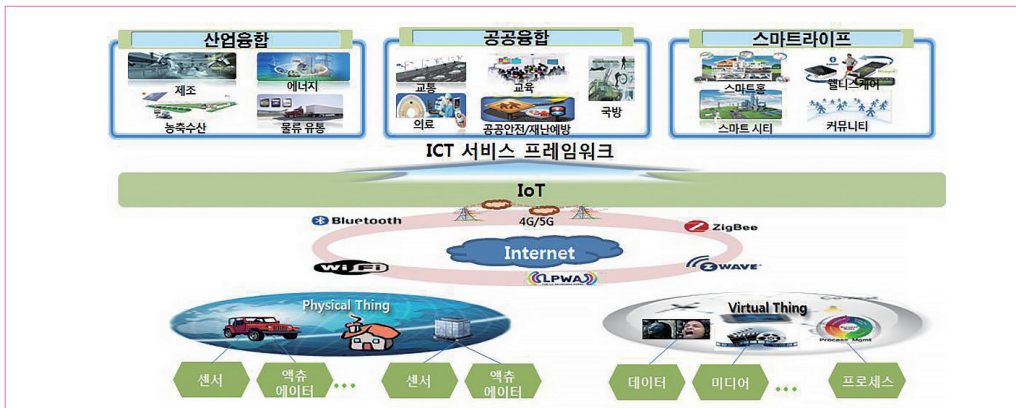 산업융합
제조
에너지
농축수산
물류 유통
공공융합
교통
교육
국방
의료
공공안전/재난예방
스마트라이프
스마트홈
웰니스케어
스마트 시티
커뮤니티
ICT 서비스 프레임워크
IoT
Bluetooth
4G/5G
ZigBee
Internet
WiFi
LPWA
Z WAVE
Physical Thing
Virtual Thing
Process Mgmt
센서
액츄
에이터
센서
액츄
에이터
데이터
미디어
프로세스